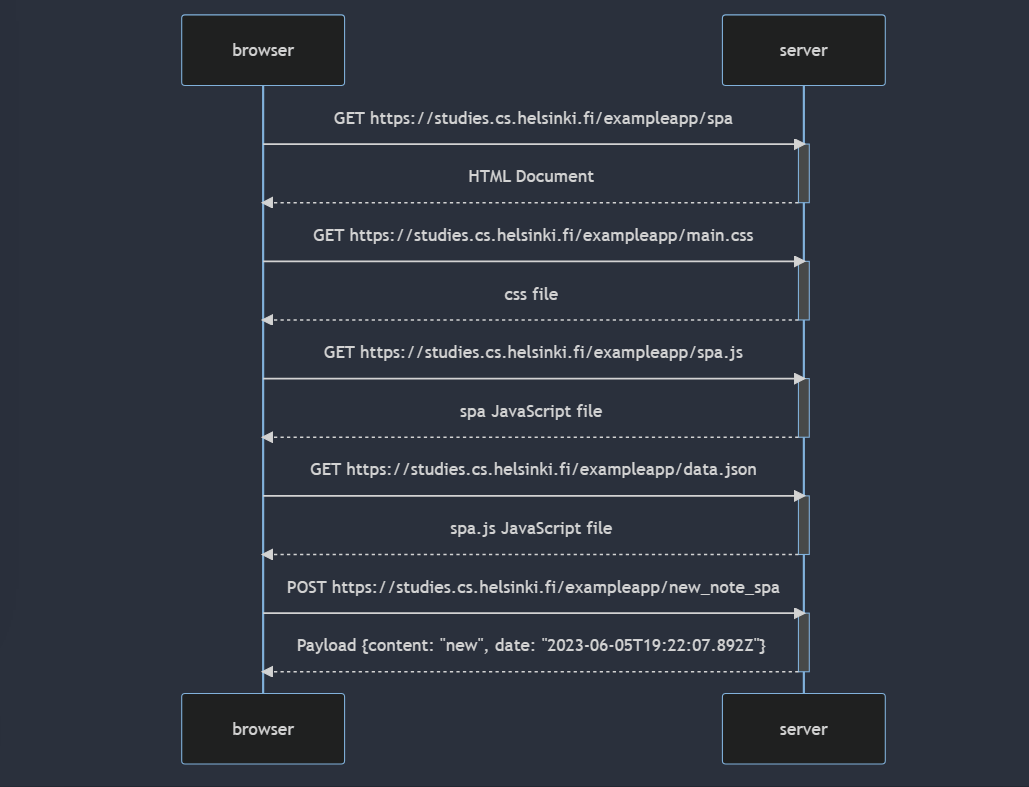 browser
server
GET https://studies.cs.helsinki.fi/exampleapp/spa
HTML Document
GET https://studies.cs.helsinki.fi/exampleapp/main.css
css file
GET https://studies.cs.helsinki.fi/exampleapp/spa.js
spa JavaScript file
GET https://studies.cs.helsinki.fi/exampleapp/data.json
spa.js JavaScript file
POST https://studies.cs.helsinki.fi/exampleapp/new_note_spa
Payload {content: "new", date: "2023-06-05T19:22:07.892Z"}
browser
server